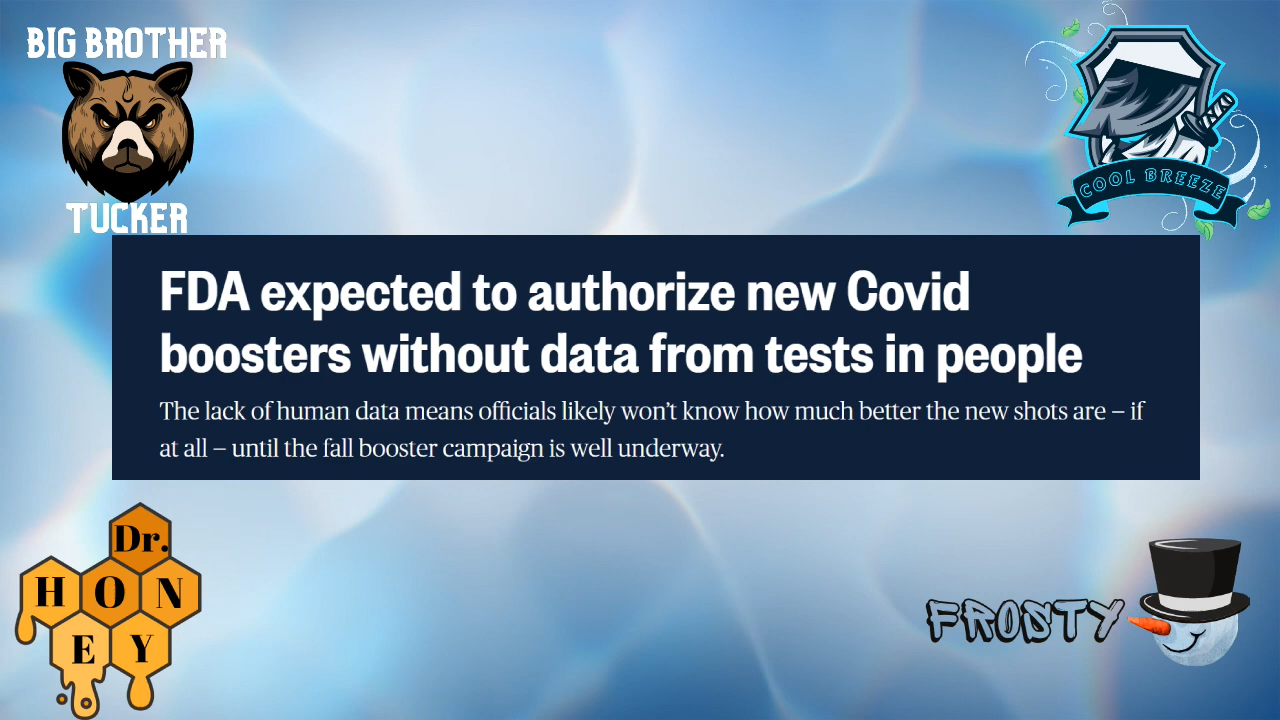 BIG BROTHER
TUCKER
COOL BREEZE
FDA expected to authorize new Covid
boosters without data from tests in people
The lack of human data means officials likely won't know how much better the new shots are – if
at all – until the fall booster campaign is well underway.
Dr.
HON
EY
FROSTY